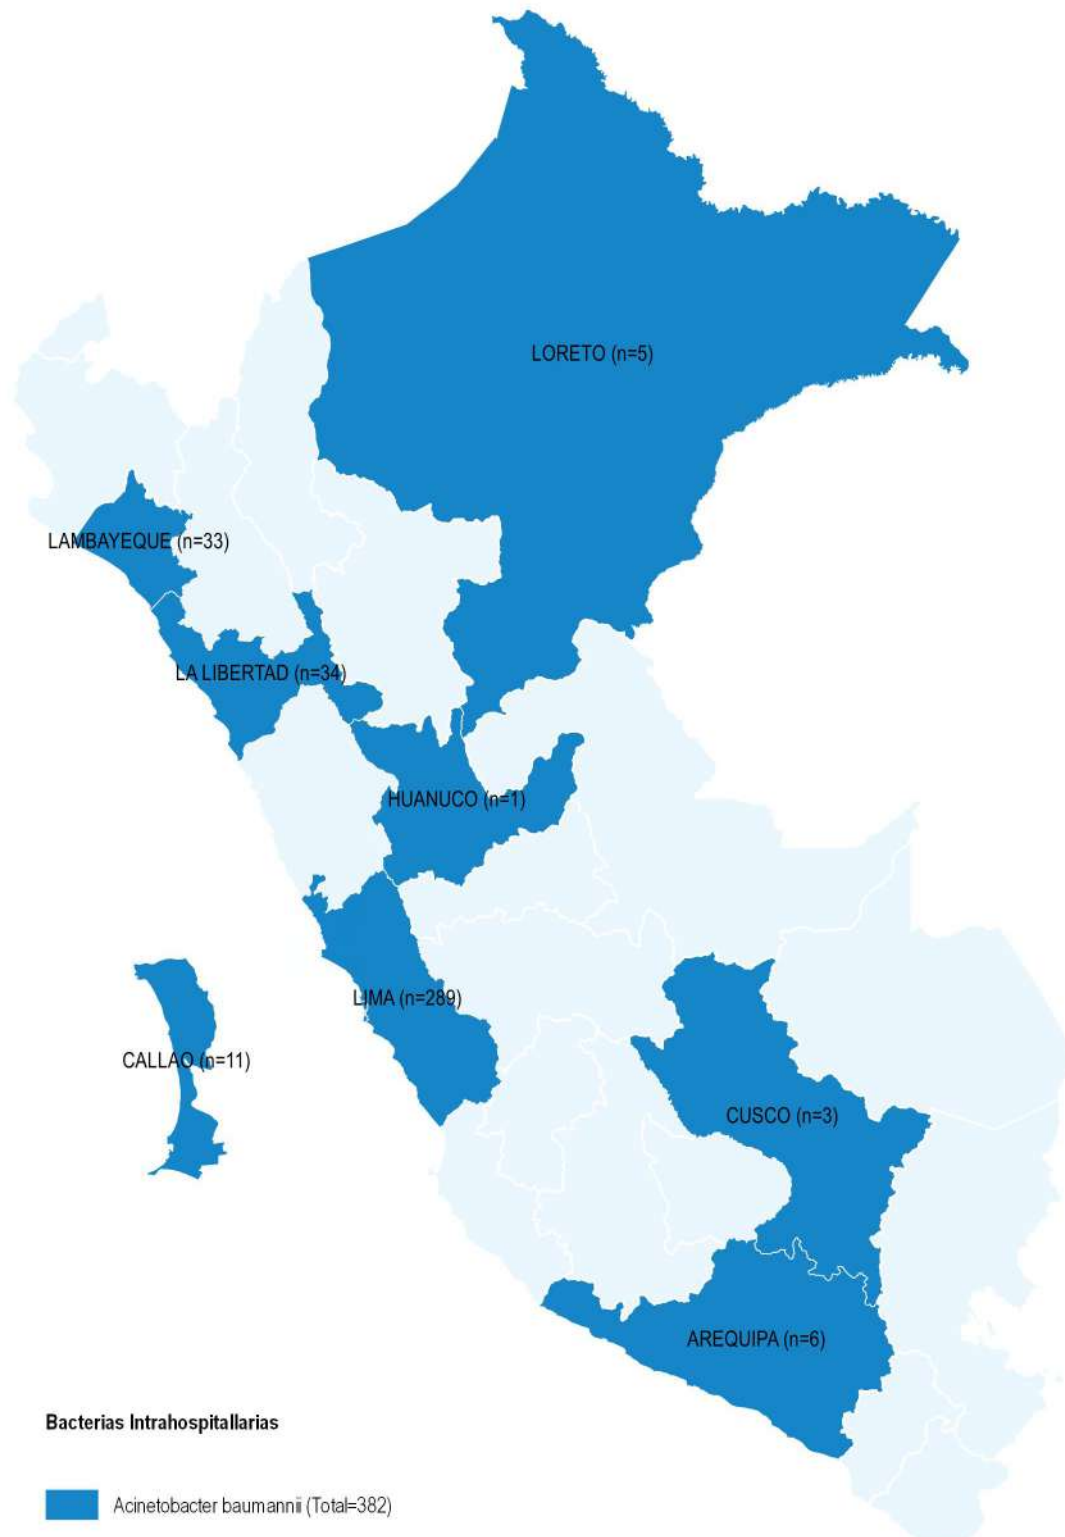 LORETO (n=5)
LAMBAYEQUE (n=33)
LA LIBERTAD (n=34)
HUANUCO (n=1)
LIMA (n=289)
CALLAO (n=11)
CUSCO (n=3)
AREQUIPA (n=6)
Bacterias Intrahospitallarias
Acinetobacter baumannii (Total=382)